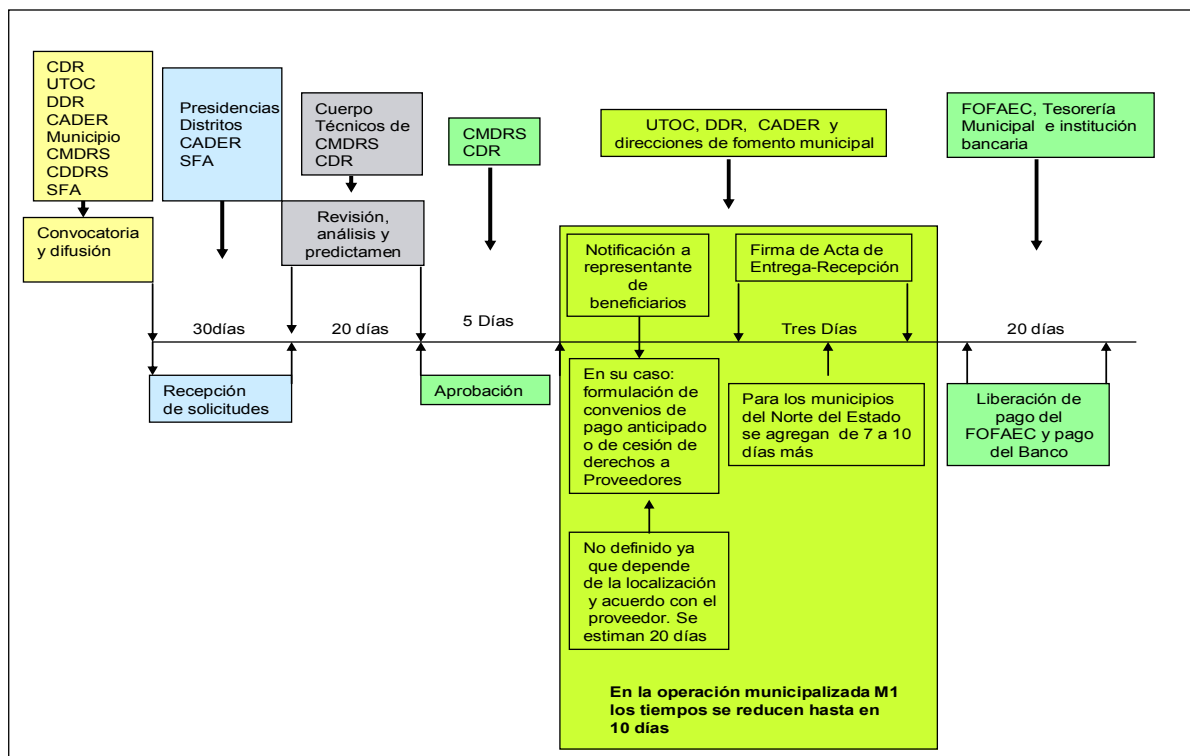 CDR
UTOC
DDR
CADER
Municipio
CMDRS
CDDRS
SFA
Convocatoria
y difusión
Presidencias
Distritos
CADER
SFA
Cuerpo
Técnicos de
CMDRS
CDR
Revisión,
análisis y
predictamen
CMDRS
CDR
UTOC, DDR, CADER y
direcciones de fomento municipal
FOFAEC, Tesorería
Municipal e institución
bancaria
Notificación a
representante
de
beneficiarios
Firma de Acta de
Entrega-Recepción
30días
20 días
5 Días
Tres Días
20 días
Recepción
de solicitudes
Aprobación
En su caso:
formulación de
convenios de
pago anticipado
o de cesión de
derechos a
Proveedores
Para los municipios
del Norte del Estado
se agregan de 7 a 10
días más
Liberación de
pago del
FOFAEC y pago
del Banco
No definido ya
que depende
de la localización
y acuerdo con el
proveedor. Se
estiman 20 días
En la operación municipalizada M1
los tiempos se reducen hasta en
10 días